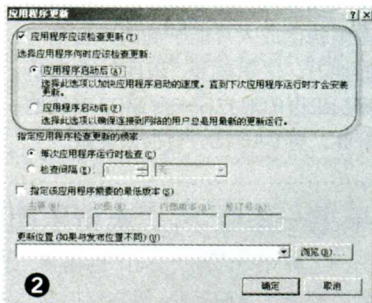 应用程序更新
应用程序应该检查更新(I)
选择应用程序何时应该检查更新:
应用程序启动后(A)
选择此选项以加快应用程序启动的速度。直到下次应用程序运行时才会安装
更新。
应用程序启动前(B)
选择此选项以确保连接到网络的用户总是用最新的更新运行。
指定应用程序检查更新的频率:
每次应用程序运行时检查(C)
检查间隔(E):
天
指定该应用程序需要的最低版本(S)
主要(M): 次要(N): 内部版本(B): 修订号(R):
更新位置(如果与发布位置不同)(U)
浏览(B)...
确定 取消
2